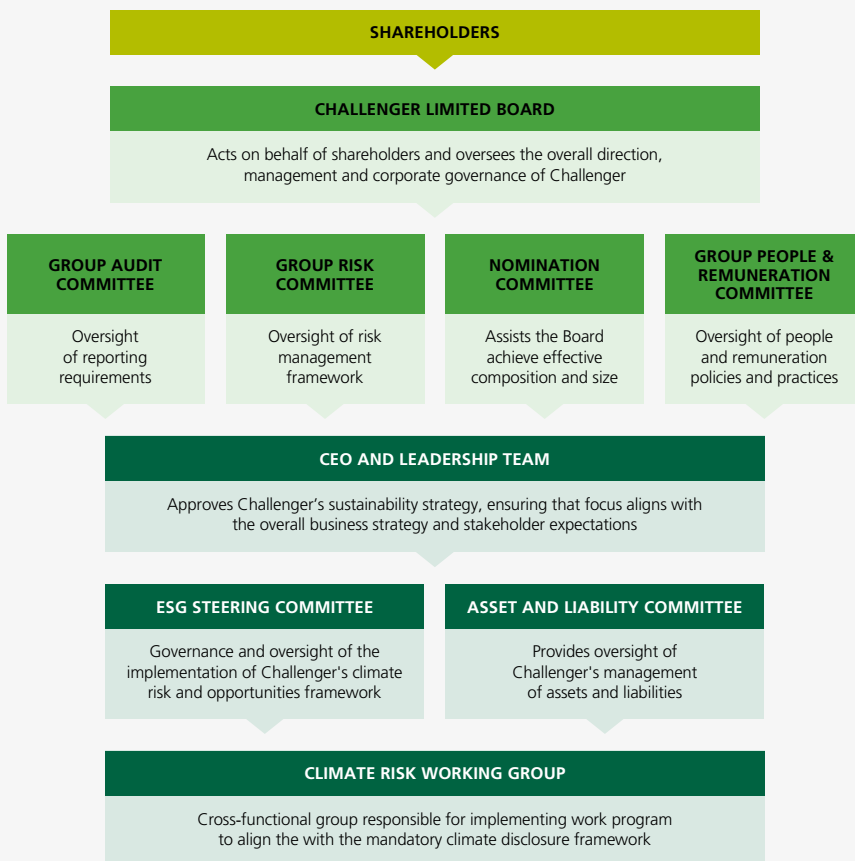 SHAREHOLDERS
CHALLENGER LIMITED BOARD
Acts on behalf of shareholders and oversees the overall direction,
management and corporate governance of Challenger
GROUP AUDIT
COMMITTEE
Oversight
of reporting
requirements
GROUP RISK
COMMITTEE
Oversight of risk
management
framework
NOMINATION
COMMITTEE
Assists the Board
achieve effective
composition and size
GROUP PEOPLE &
REMUNERATION
COMMITTEE
Oversight of people
and remuneration
policies and practices
CEO AND LEADERSHIP TEAM
Approves Challenger’s sustainability strategy, ensuring that focus aligns with
the overall business strategy and stakeholder expectations
ESG STEERING COMMITTEE
Governance and oversight of the
implementation of Challenger's climate
risk and opportunities framework
ASSET AND LIABILITY COMMITTEE
Provides oversight of
Challenger's management
of assets and liabilities
CLIMATE RISK WORKING GROUP
Cross-functional group responsible for implementing work program
to align the with the mandatory climate disclosure framework